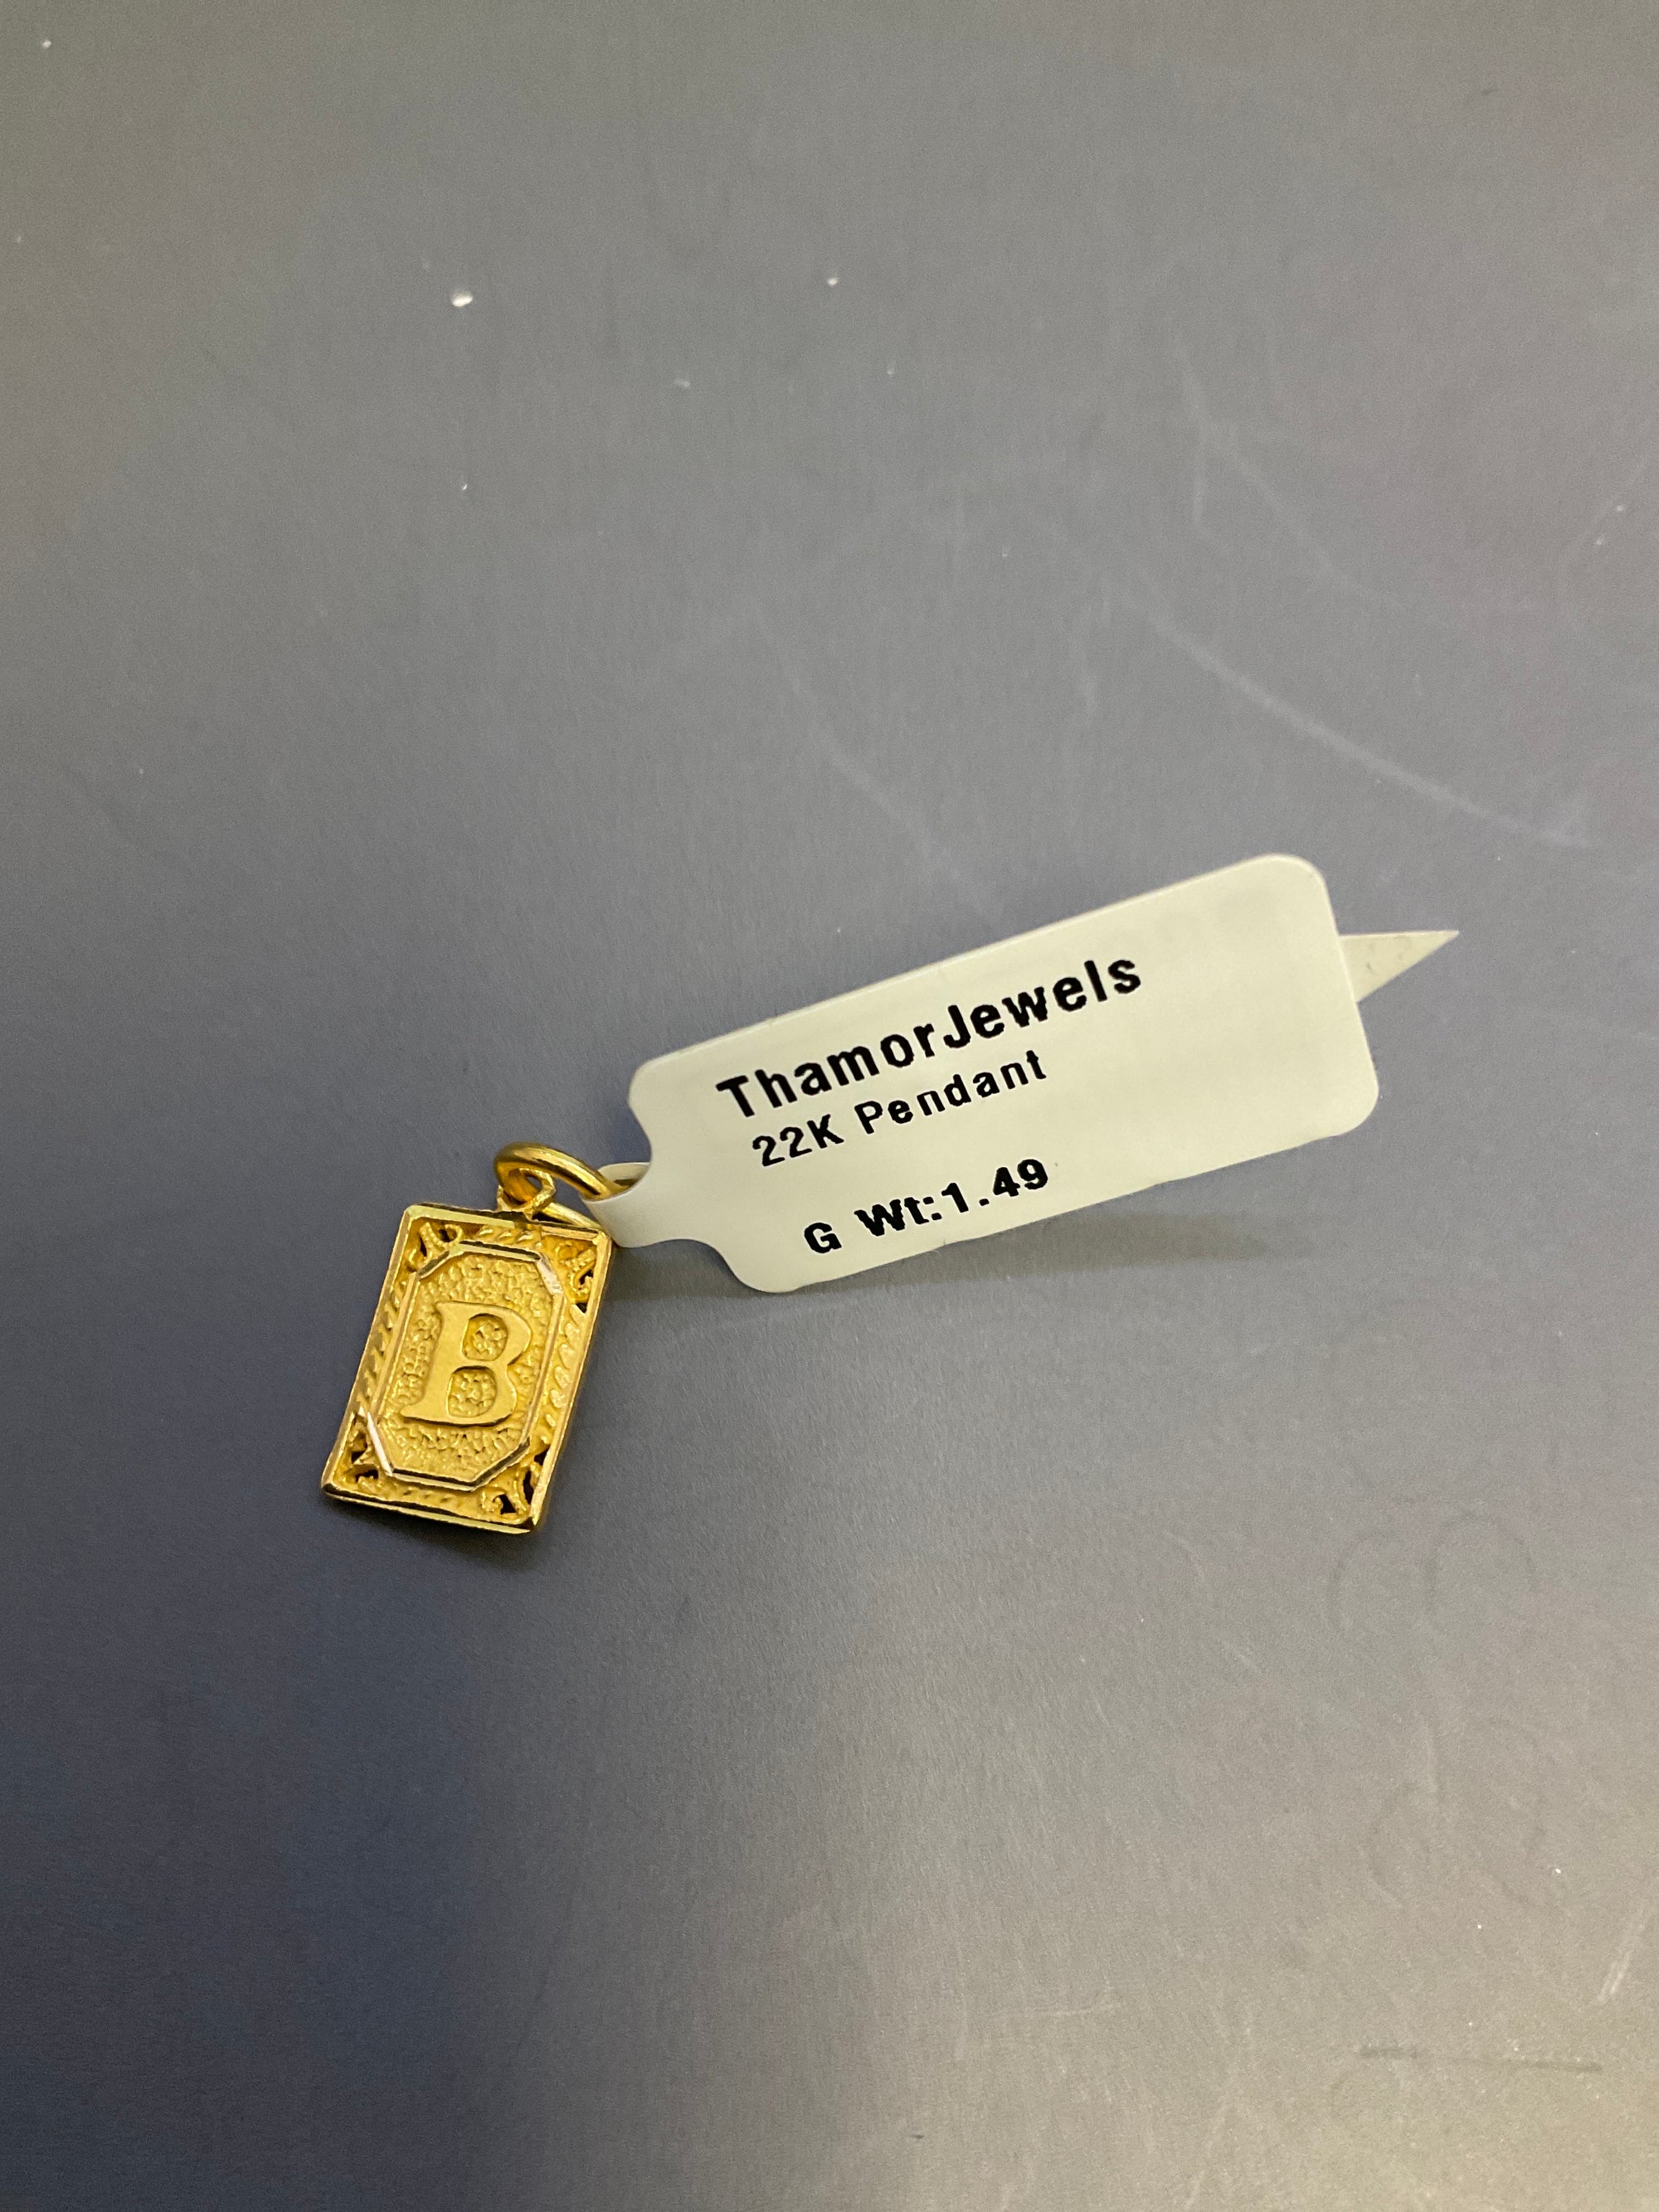 ThamorJewels
22K Pendant
G Wt:1.49
B